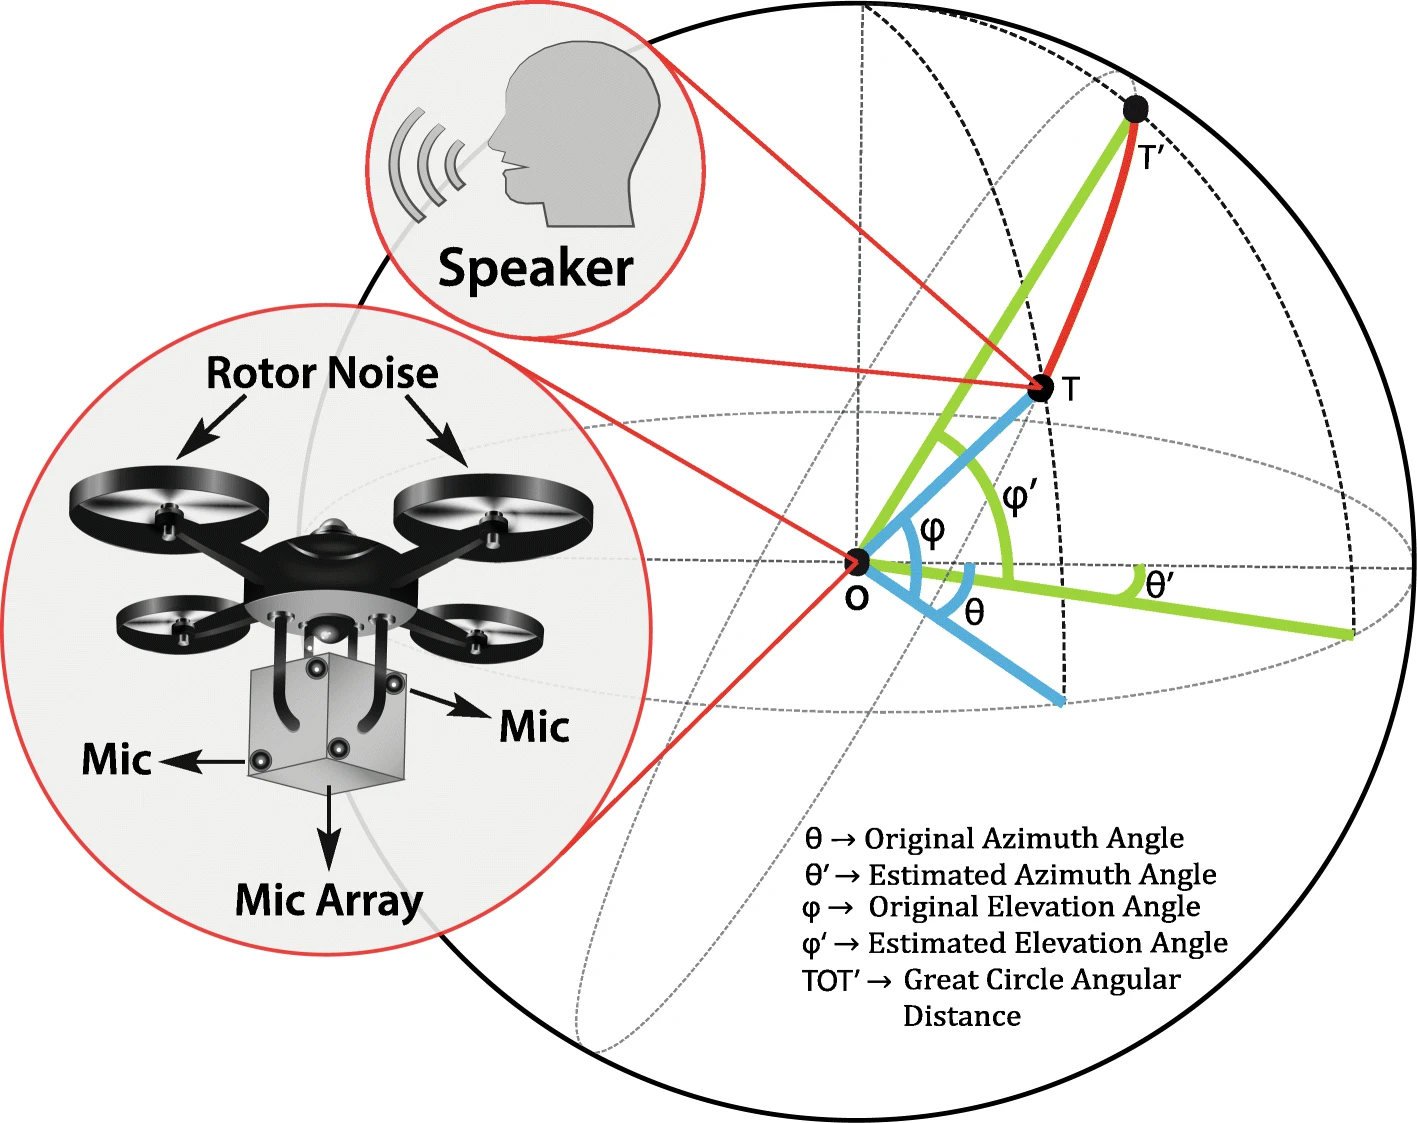 Speaker
Rotor Noise
Mic
Mic
Mic Array
T′
T
φ′
φ
θ′
θ
O
θ → Original Azimuth Angle
θ′ → Estimated Azimuth Angle
φ → Original Elevation Angle
φ′ → Estimated Elevation Angle
TOT′ → Great Circle Angular
Distance